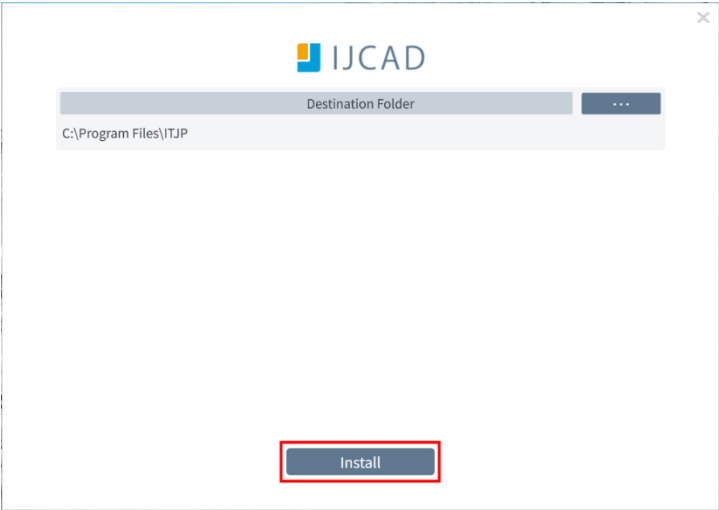 IJCAD
Destination Folder
...
C:\Program Files\ITJP
Install